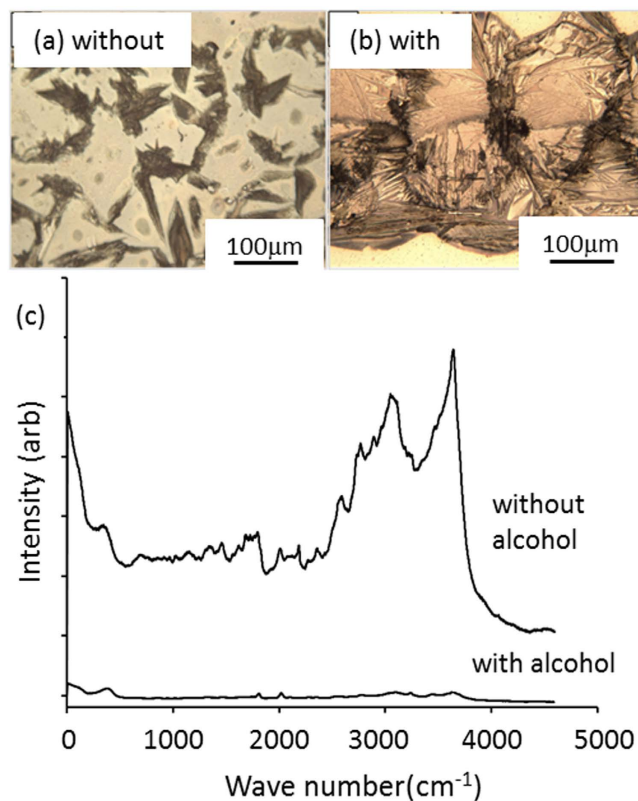 (a) without
(b) with
100μm
100μm
(c)
Intensity (arb)
without
alcohol
with alcohol
0 1000 2000 3000 4000 5000
Wave number(cm⁻¹)